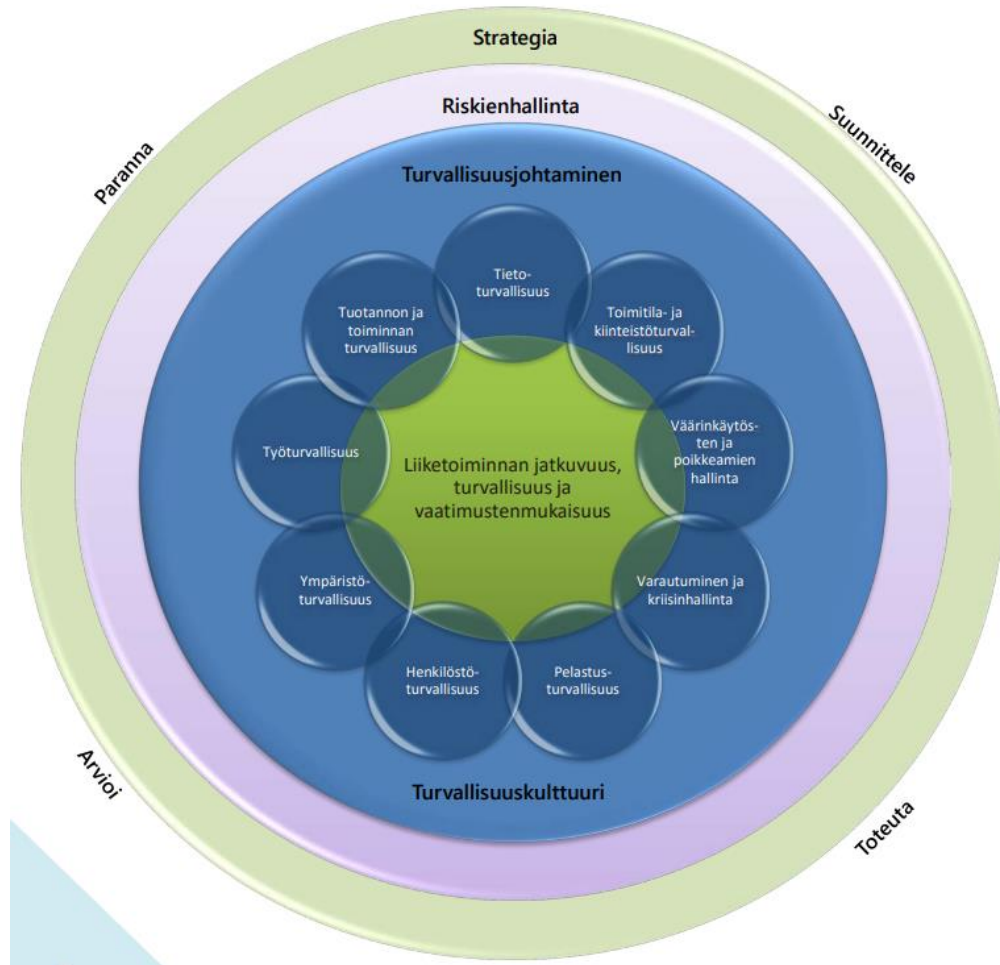 Strategia
Riskienhallinta
Paranna
Suunnittele
Turvallisuusjohtaminen
Tieto-
turvallisuus
Tuotannon ja
toiminnan
turvallisuus
Toimitila- ja
kiinteistöturval-
lisuus
Työturvallisuus
Väärinkäytös-
ten ja
poikkeamien
hallinta
Liiketoiminnan jatkuvuus,
turvallisuus ja
vaatimustenmukaisuus
Ympäristö-
turvallisuus
Varautuminen ja
kriisinhallinta
Henkilöstö-
turvallisuus
Pelastus-
turvallisuus
Turvallisuuskulttuuri
Arvioi
Toteuta